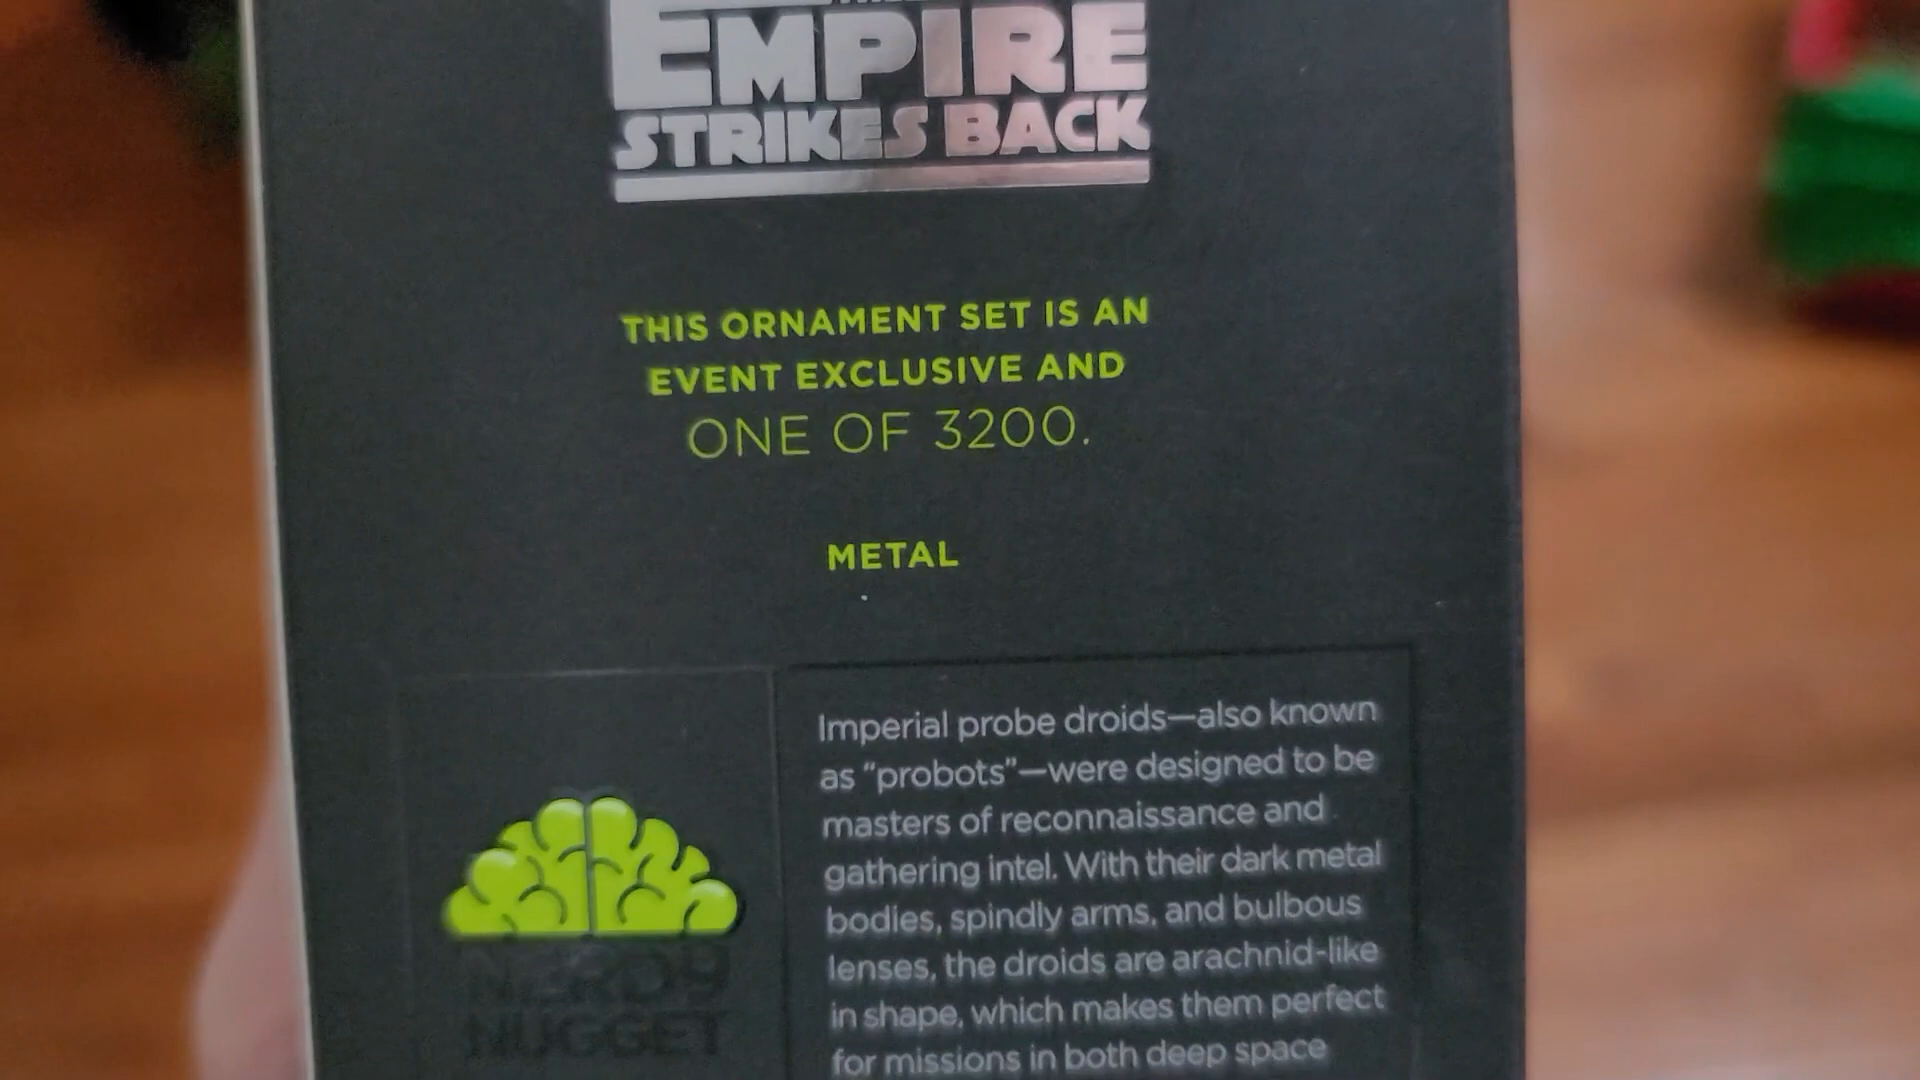 EMPIRE
STRIKES BACK
THIS ORNAMENT SET IS AN
EVENT EXCLUSIVE AND
ONE OF 3200.
METAL
Imperial probe droids—also known
as “probots”—were designed to be
masters of reconnaissance and
gathering intel. With their dark metal
bodies, spindly arms, and bulbous
lenses, the droids are arachnid-like
in shape, which makes them perfect
for missions in both deep space
NERDY
NUGGET